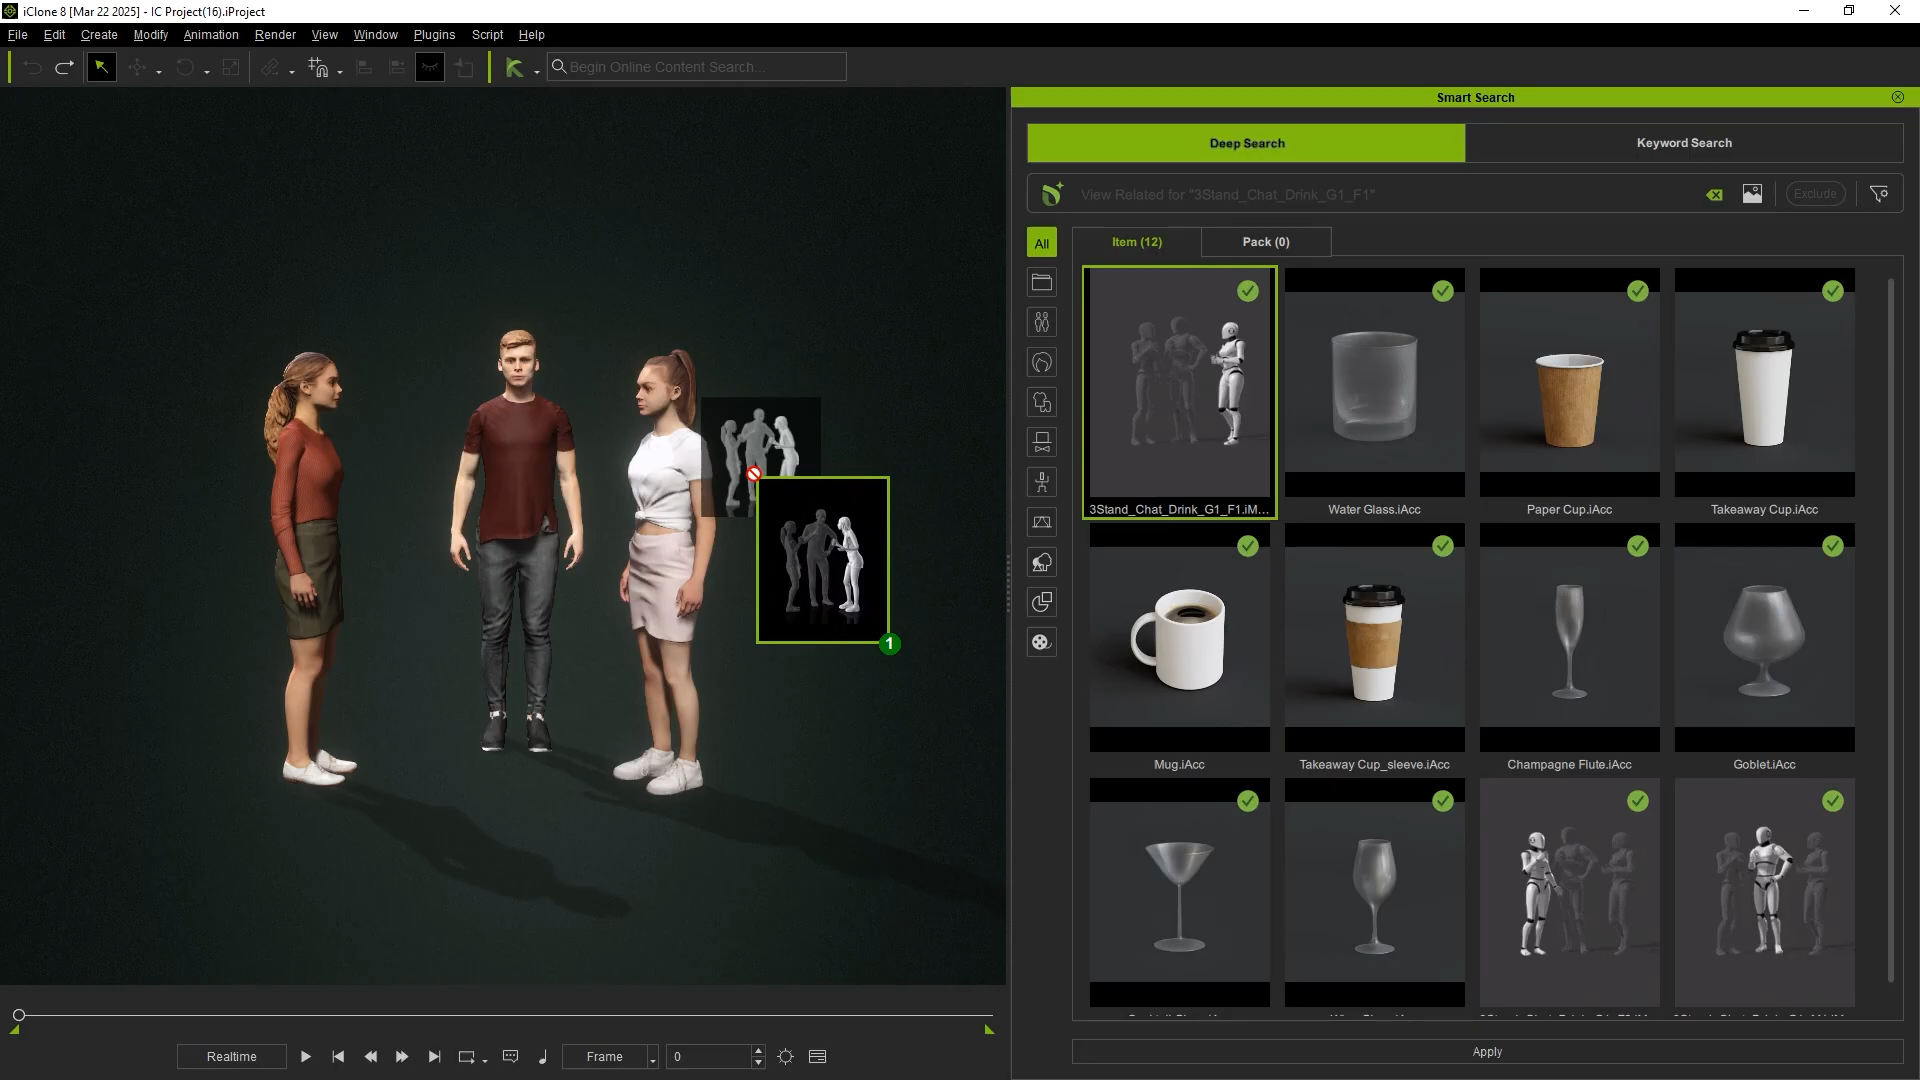 iClone 8 [Mar 22 2025] - IC Project(16).iProject
File Edit Create Modify Animation Render View Window Plugins Script Help
Begin Online Content Search...
Smart Search
Deep Search Keyword Search
View Related for "3Stand_Chat_Drink_G1_F1"
Exclude
All
Item (12) Pack (0)
3Stand_Chat_Drink_G1_F1.iM...
Water Glass.iAcc
Paper Cup.iAcc
Takeaway Cup.iAcc
1
Mug.iAcc
Takeaway Cup_sleeve.iAcc
Champagne Flute.iAcc
Goblet.iAcc
Realtime
Frame
0
Apply